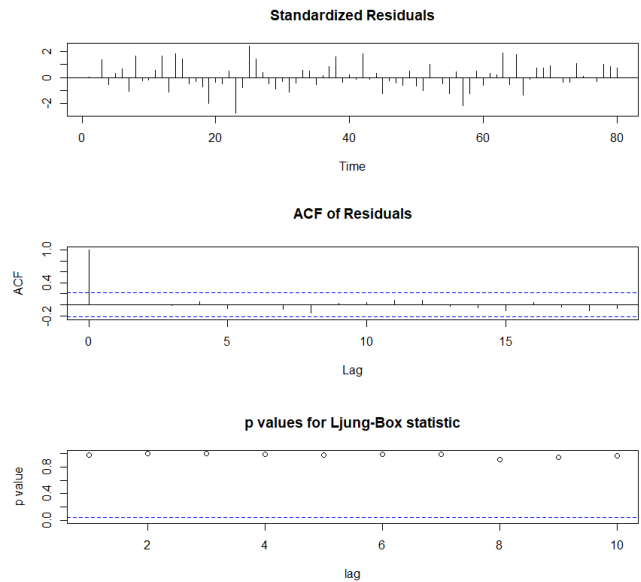 Standardized Residuals
2
0
-2
0 20 40 60 80
Time
ACF of Residuals
ACF
1.0
0.4
-0.2
0 5 10 15
Lag
p values for Ljung-Box statistic
p value
0.8
0.4
0.0
2 4 6 8 10
lag